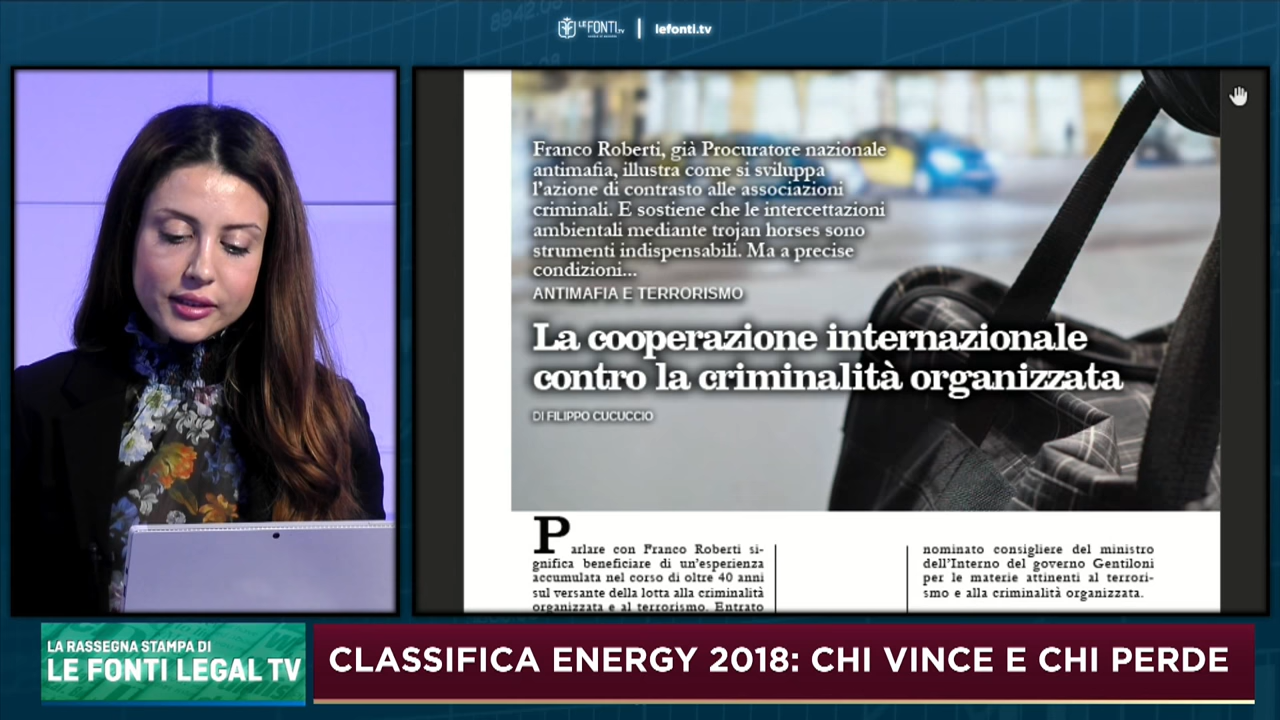 LE FONTI.TV
lefonti.tv
Franco Roberti, già Procuratore nazionale
antimafia, illustra come si sviluppa
l'azione di contrasto alle associazioni
criminali. E sostiene che le intercettazioni
ambientali mediante trojan horses sono
strumenti indispensabili. Ma a precise
condizioni...
ANTIMAFIA E TERRORISMO
La cooperazione internazionale
contro la criminalità organizzata
DI FILIPPO CUCUCCIO
Parlare con Franco Roberti si-
gnifica beneficiare di un'esperienza
accumulata nel corso di oltre 40 anni
sul versante della lotta alla criminalità
organizzata e al terrorismo. Entrato
nominato consigliere del ministro
dell'Interno del governo Gentiloni
per le materie attinenti al terrori-
smo e alla criminalità organizzata.
LA RASSEGNA STAMPA DI
LE FONTI LEGAL TV
CLASSIFICA ENERGY 2018: CHI VINCE E CHI PERDE